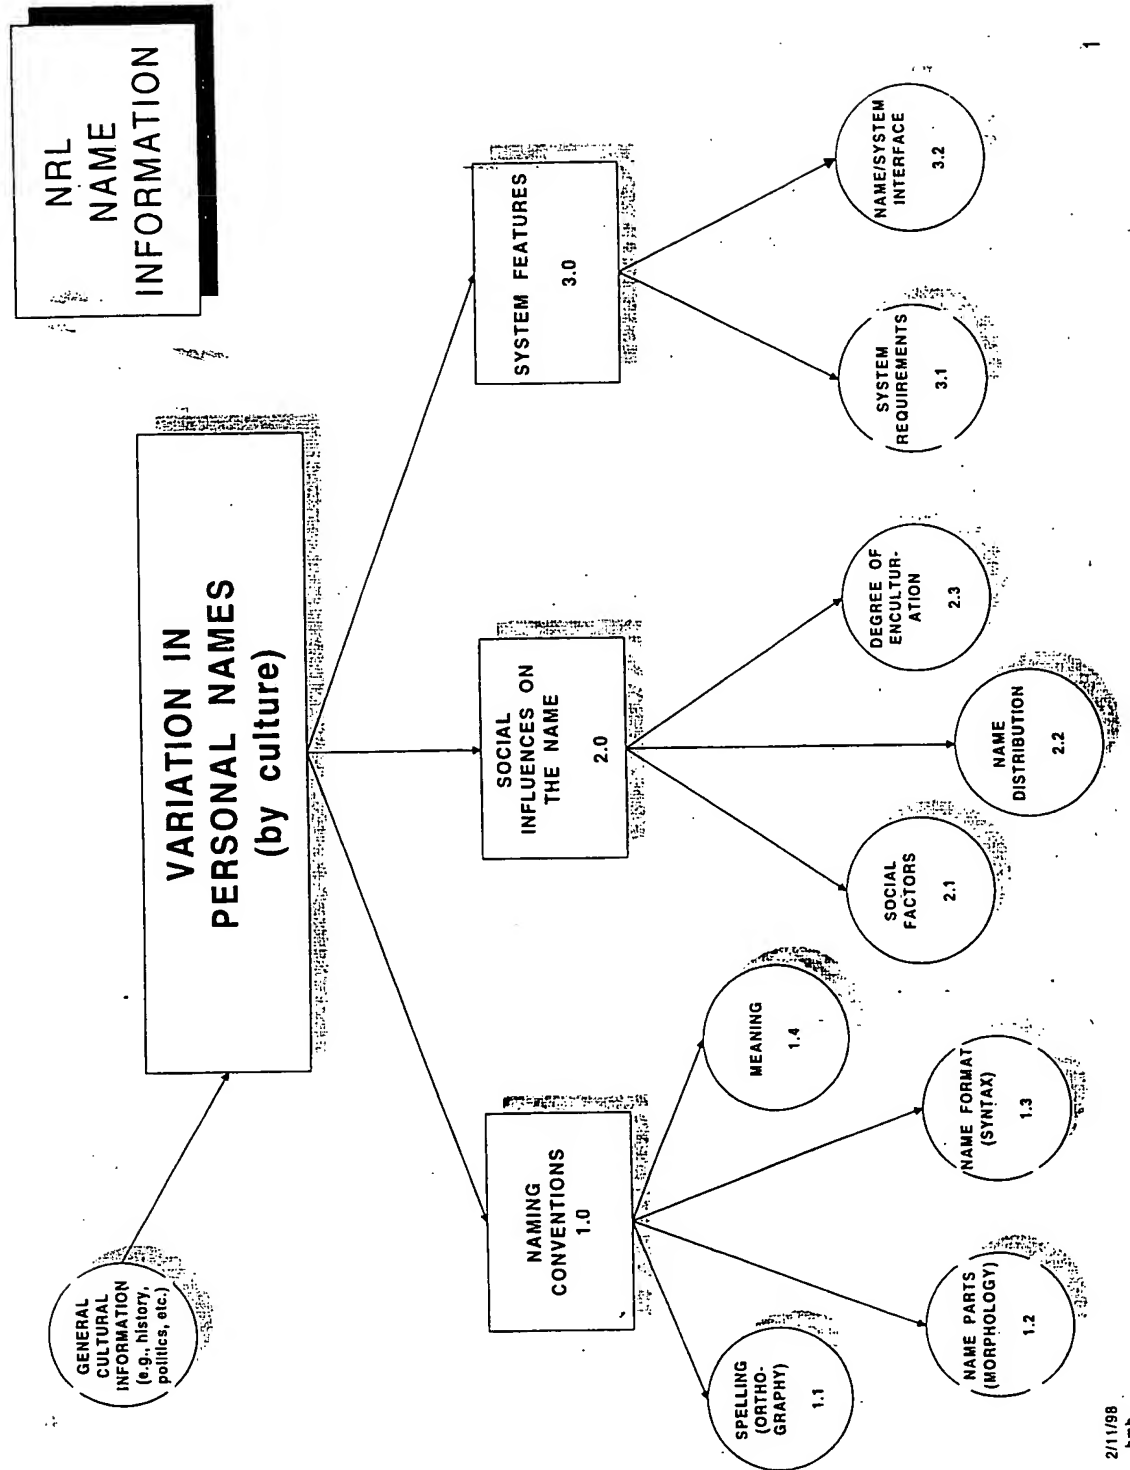 NRL
NAME
INFORMATION
GENERAL
CULTURAL
INFORMATION
(e.g., history,
politics, etc.)
VARIATION IN
PERSONAL NAMES
(by culture)
NAMING
CONVENTIONS
1.0
SOCIAL
INFLUENCES ON
THE NAME
2.0
SYSTEM FEATURES
3.0
SPELLING
(ORTHO-
GRAPHY)
1.1
NAME PARTS
(MORPHOLOGY)
1.2
NAME FORMAT
(SYNTAX)
1.3
MEANING
1.4
SOCIAL
FACTORS
2.1
NAME
DISTRIBUTION
2.2
DEGREE OF
ENCULTUR-
ATION
2.3
SYSTEM
REQUIREMENTS
3.1
NAME/SYSTEM
INTERFACE
3.2
2/11/98
1